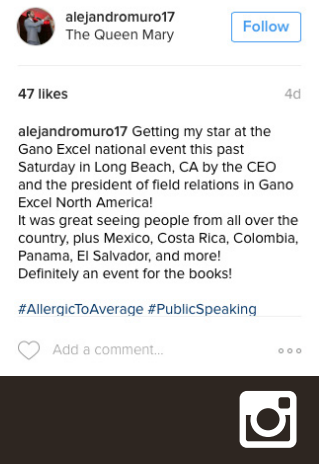 alejandromuro17
The Queen Mary
Follow
47 likes
4d
alejandromuro17 Getting my star at the
Gano Excel national event this past
Saturday in Long Beach, CA by the CEO
and the president of field relations in Gano
Excel North America!
It was great seeing people from all over the
country, plus Mexico, Costa Rica, Colombia,
Panama, El Salvador, and more!
Definitely an event for the books!
#AllergicToAverage #PublicSpeaking
Add a comment...